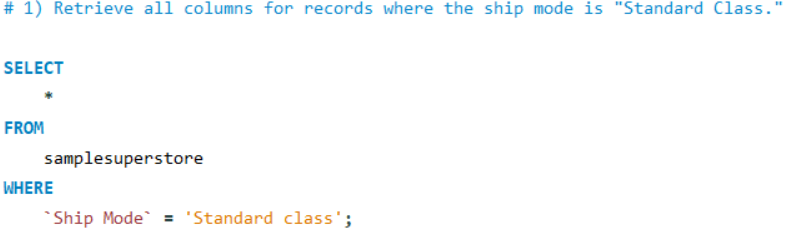 # 1) Retrieve all columns for records where the ship mode is "Standard Class."
SELECT
*
FROM
samplesuperstore
WHERE
`Ship Mode` = 'Standard class';